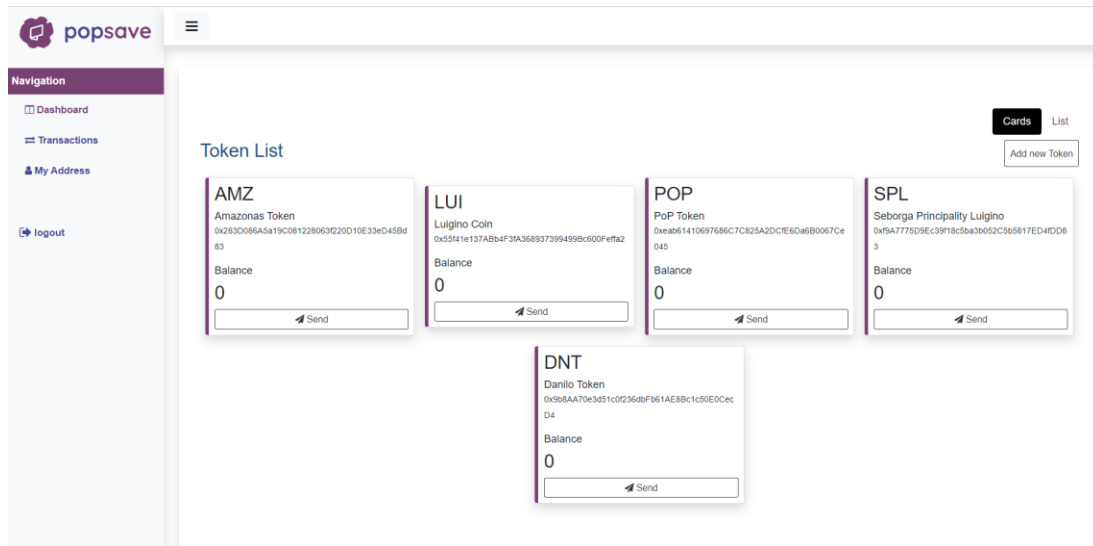 popsave
Navigation
Dashboard
Transactions
My Address
logout
Cards
List
Token List
Add new Token
AMZ
Amazonas Token
0x283D086A5a19C081228063f220D10E33eD45Bd
83
Balance
0
Send
LUI
Luigino Coin
0x55f41e137ABb4F3fA368937399499Bc600Feffa2
Balance
0
Send
POP
PoP Token
0xeab61410697686C7C825A2DCfE6Da6B0067Ce
045
Balance
0
Send
SPL
Seborga Principality Luigino
0xf9A7775D9Ec39f18c5ba3b052C5b5817ED4fDD8
3
Balance
0
Send
DNT
Danilo Token
0x9b8AA70e3d51c0f236dbFb61AE8Bc1c50E0Cec
D4
Balance
0
Send